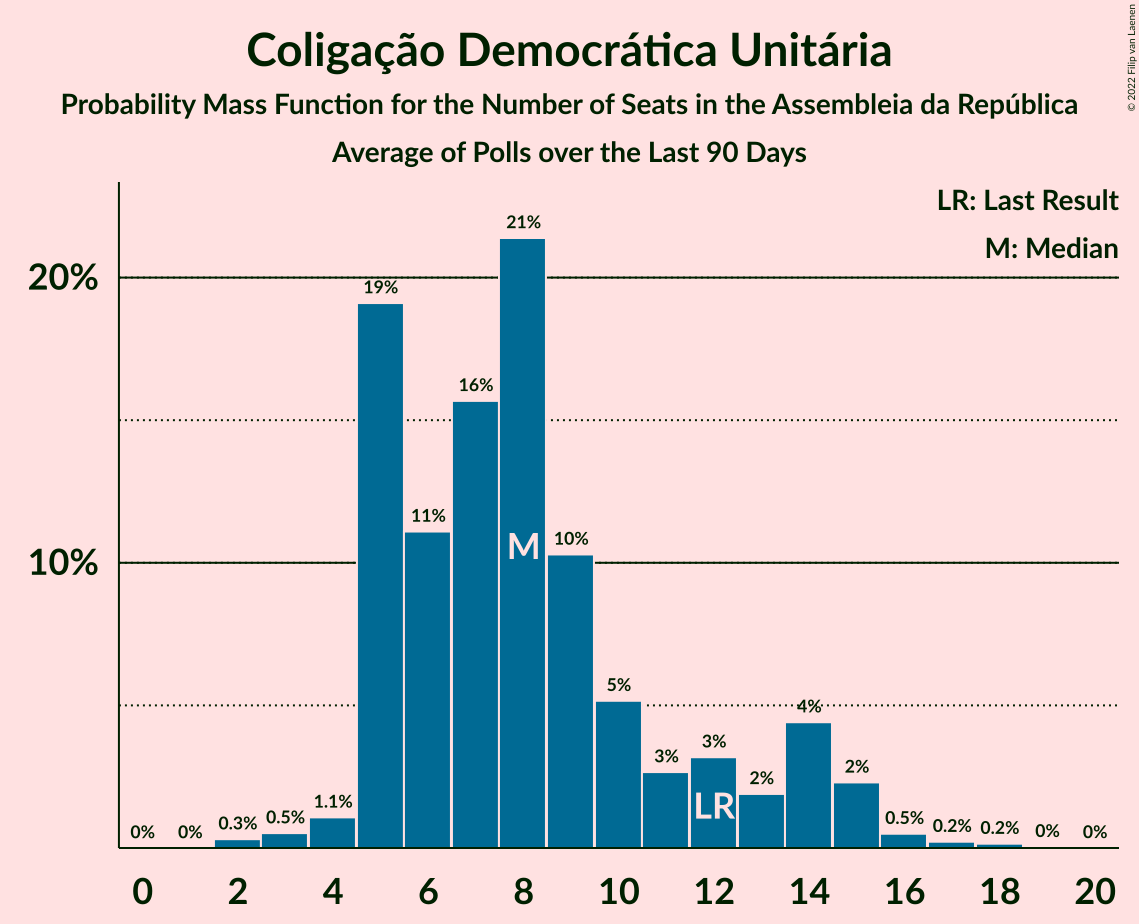 Coligação Democrática Unitária
Probability Mass Function for the Number of Seats in the Assembleia da República
Average of Polls over the Last 90 Days
© 2022 Filip van Laenen
LR: Last Result
M: Median
20%
10%
0%
0%
0.3%
0.5%
1.1%
19%
11%
16%
21%
10%
5%
3%
3%
2%
4%
2%
0.5%
0.2%
0.2%
0%
0%
M
LR
0 2 4 6 8 10 12 14 16 18 20